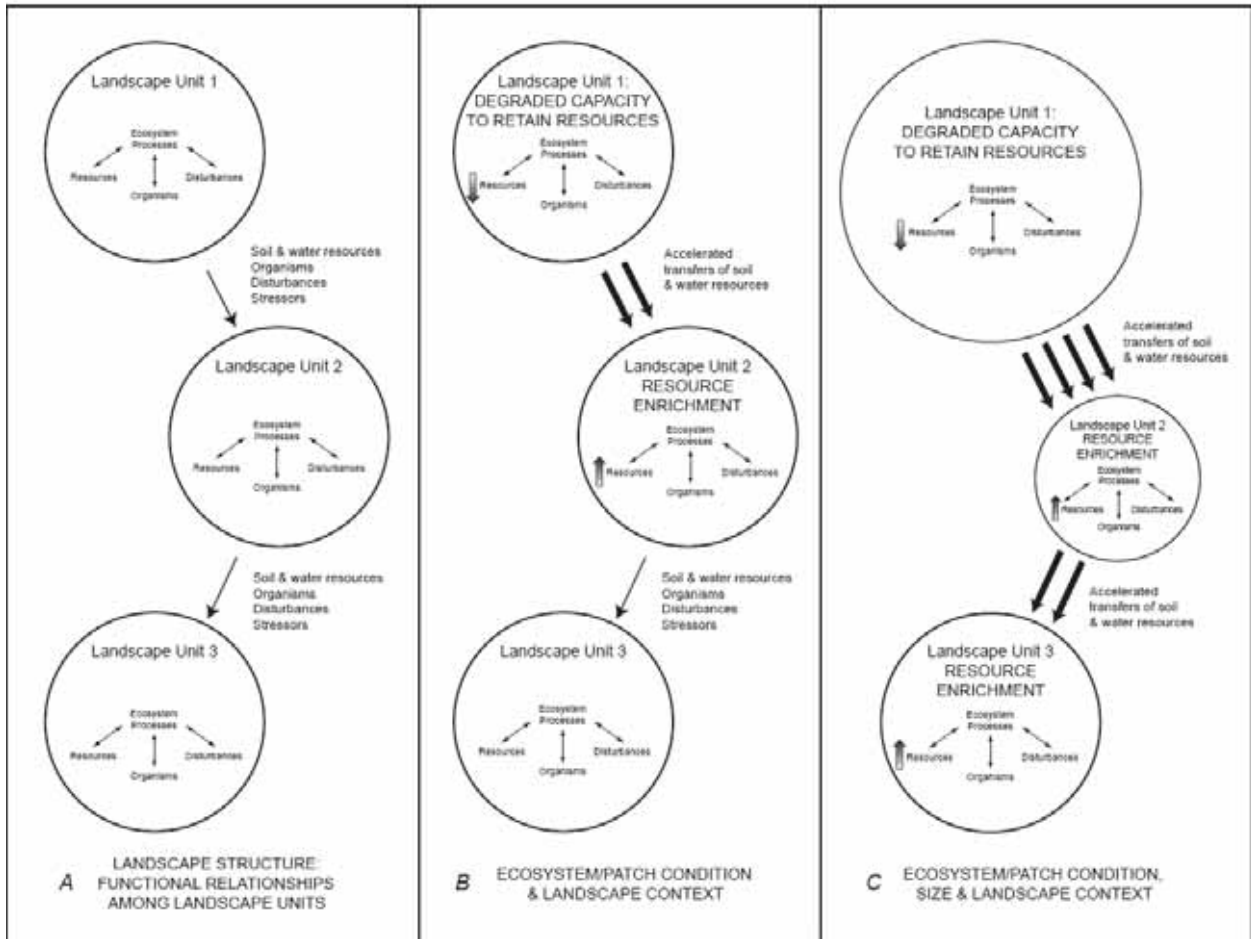 Landscape Unit 1
Ecosystem
Processes
Resources
Disturbances
Organisms
Soil & water resources
Organisms
Disturbances
Stressors
Landscape Unit 2
Ecosystem
Processes
Resources
Disturbances
Organisms
Soil & water resources
Organisms
Disturbances
Stressors
Landscape Unit 3
Ecosystem
Processes
Resources
Disturbances
Organisms
A
LANDSCAPE STRUCTURE:
FUNCTIONAL RELATIONSHIPS
AMONG LANDSCAPE UNITS
Landscape Unit 1:
DEGRADED CAPACITY
TO RETAIN RESOURCES
Ecosystem
Processes
Resources
Disturbances
Organisms
Accelerated
transfers of soil
& water resources
Landscape Unit 2
RESOURCE
ENRICHMENT
Ecosystem
Processes
Resources
Disturbances
Organisms
Soil & water resources
Organisms
Disturbances
Stressors
Landscape Unit 3
Ecosystem
Processes
Resources
Disturbances
Organisms
B
ECOSYSTEM/PATCH CONDITION
& LANDSCAPE CONTEXT
Landscape Unit 1:
DEGRADED CAPACITY
TO RETAIN RESOURCES
Ecosystem
Processes
Resources
Disturbances
Organisms
Accelerated
transfers of soil
& water resources
Landscape Unit 2
RESOURCE
ENRICHMENT
Ecosystem
Processes
Resources
Disturbances
Organisms
Accelerated
transfers of soil
& water resources
Landscape Unit 3
RESOURCE
ENRICHMENT
Ecosystem
Processes
Resources
Disturbances
Organisms
C
ECOSYSTEM/PATCH CONDITION,
SIZE & LANDSCAPE CONTEXT